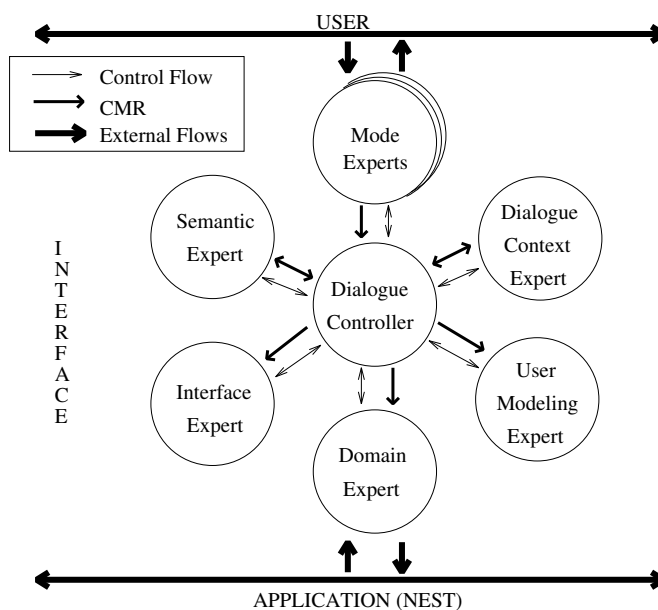 USER
Control Flow
CMR
External Flows
Mode
Experts
Semantic
Expert
Dialogue
Context
Expert
INTERFACE
Dialogue
Controller
Interface
Expert
User
Modeling
Expert
Domain
Expert
APPLICATION (NEST)